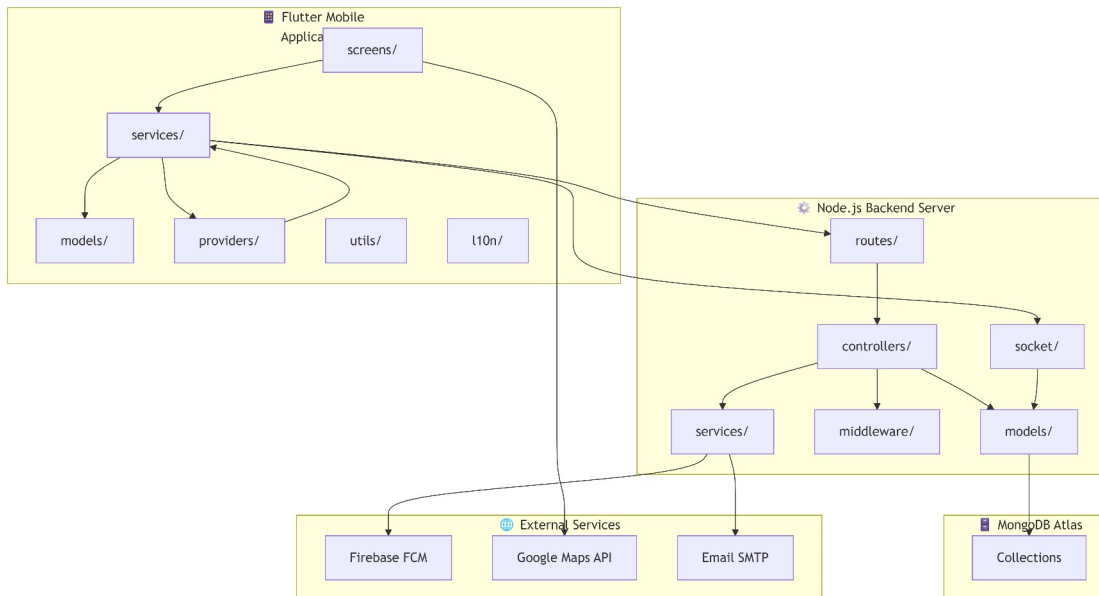 Flutter Mobile
Applica
screens/
services/
models/
providers/
utils/
l10n/
Node.js Backend Server
routes/
controllers/
socket/
services/
middleware/
models/
External Services
Firebase FCM
Google Maps API
Email SMTP
MongoDB Atlas
Collections